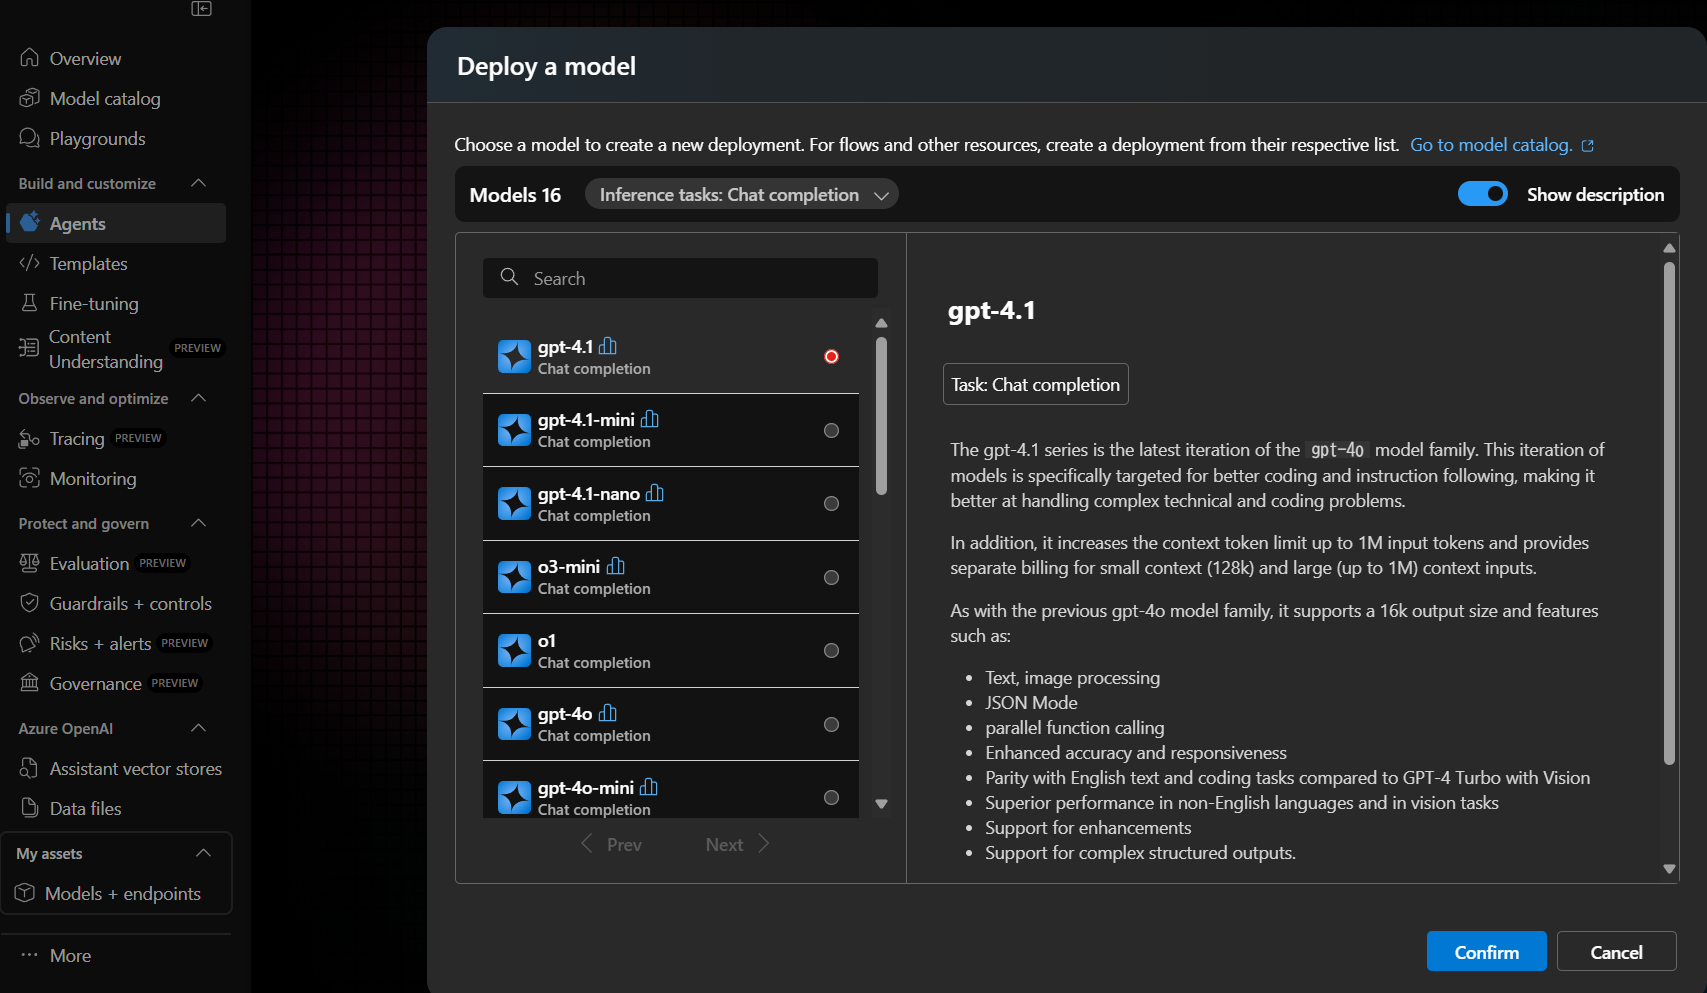 Overview
Model catalog
Playgrounds
Build and customize
Agents
Templates
Fine-tuning
Content
Understanding
PREVIEW
Observe and optimize
Tracing PREVIEW
Monitoring
Protect and govern
Evaluation PREVIEW
Guardrails + controls
Risks + alerts PREVIEW
Governance PREVIEW
Azure OpenAI
Assistant vector stores
Data files
My assets
Models + endpoints
More
Deploy a model
Choose a model to create a new deployment. For flows and other resources, create a deployment from their respective list. Go to model catalog.
Models 16
Inference tasks: Chat completion
Show description
Search
gpt-4.1
Chat completion
gpt-4.1-mini
Chat completion
gpt-4.1-nano
Chat completion
o3-mini
Chat completion
o1
Chat completion
gpt-4o
Chat completion
gpt-4o-mini
Chat completion
Prev
Next
gpt-4.1
Task: Chat completion
The gpt-4.1 series is the latest iteration of the gpt-4o model family. This iteration of
models is specifically targeted for better coding and instruction following, making it
better at handling complex technical and coding problems.
In addition, it increases the context token limit up to 1M input tokens and provides
separate billing for small context (128k) and large (up to 1M) context inputs.
As with the previous gpt-4o model family, it supports a 16k output size and features
such as:
• Text, image processing
• JSON Mode
• parallel function calling
• Enhanced accuracy and responsiveness
• Parity with English text and coding tasks compared to GPT-4 Turbo with Vision
• Superior performance in non-English languages and in vision tasks
• Support for enhancements
• Support for complex structured outputs.
Confirm
Cancel